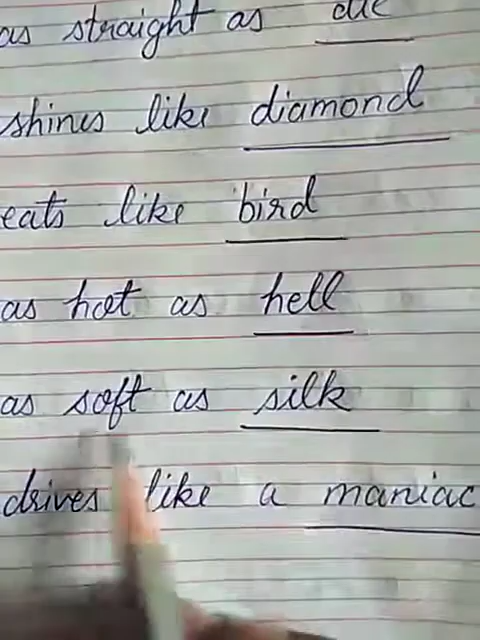 as straight as
shines like diamond
eats like bird
as hot as hell
as soft as silk
drives like a maniac